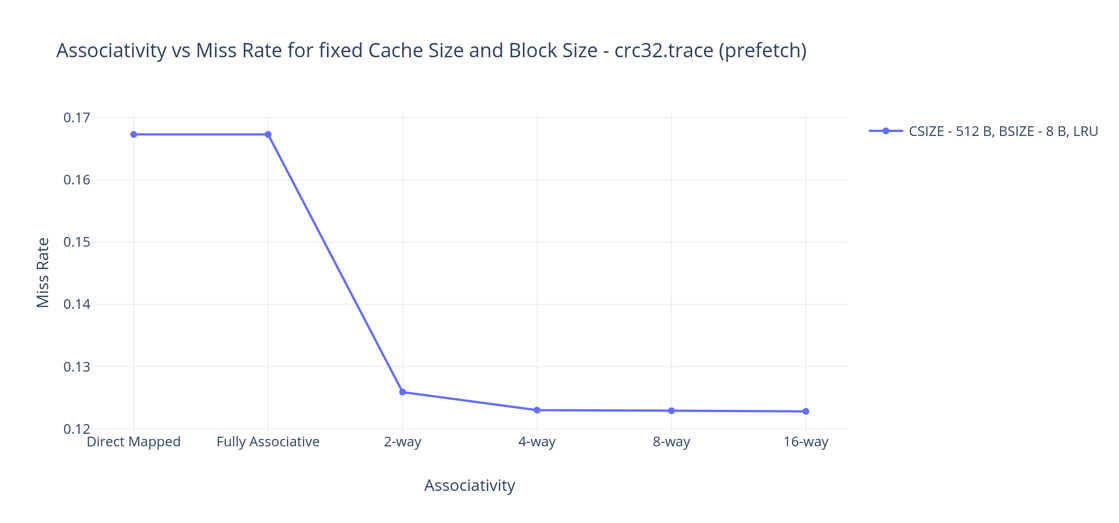 Associativity vs Miss Rate for fixed Cache Size and Block Size - crc32.trace (prefetch)
CSIZE - 512 B, BSIZE - 8 B, LRU
Miss Rate
0.17
0.16
0.15
0.14
0.13
0.12
Direct Mapped Fully Associative 2-way 4-way 8-way 16-way
Associativity